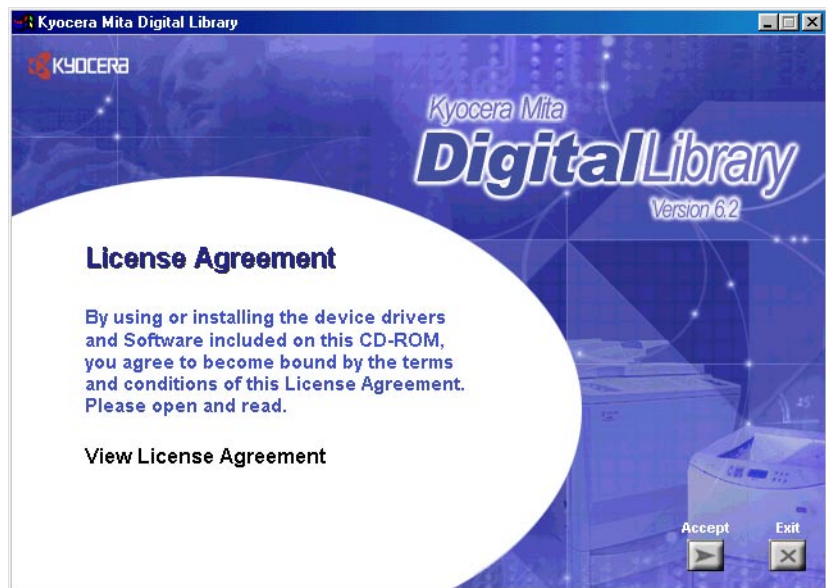 Kyocera Mita Digital Library
KYOCERA
Kyocera Mita
DigitalLibrary
Version 6.2
License Agreement
By using or installing the device drivers
and Software included on this CD-ROM,
you agree to become bound by the terms
and conditions of this License Agreement.
Please open and read.
View License Agreement
Accept
Exit